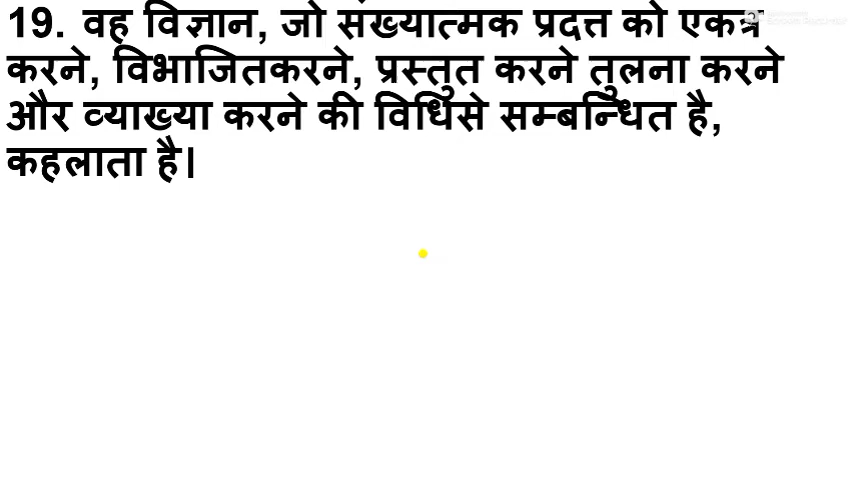 19. वह विज्ञान, जो संख्यात्मक प्रदत्त को एकत्र
करने, विभाजितकरने, प्रस्तुत करने तुलना करने
और व्याख्या करने की विधिसे सम्बन्धित है,
कहलाता है।